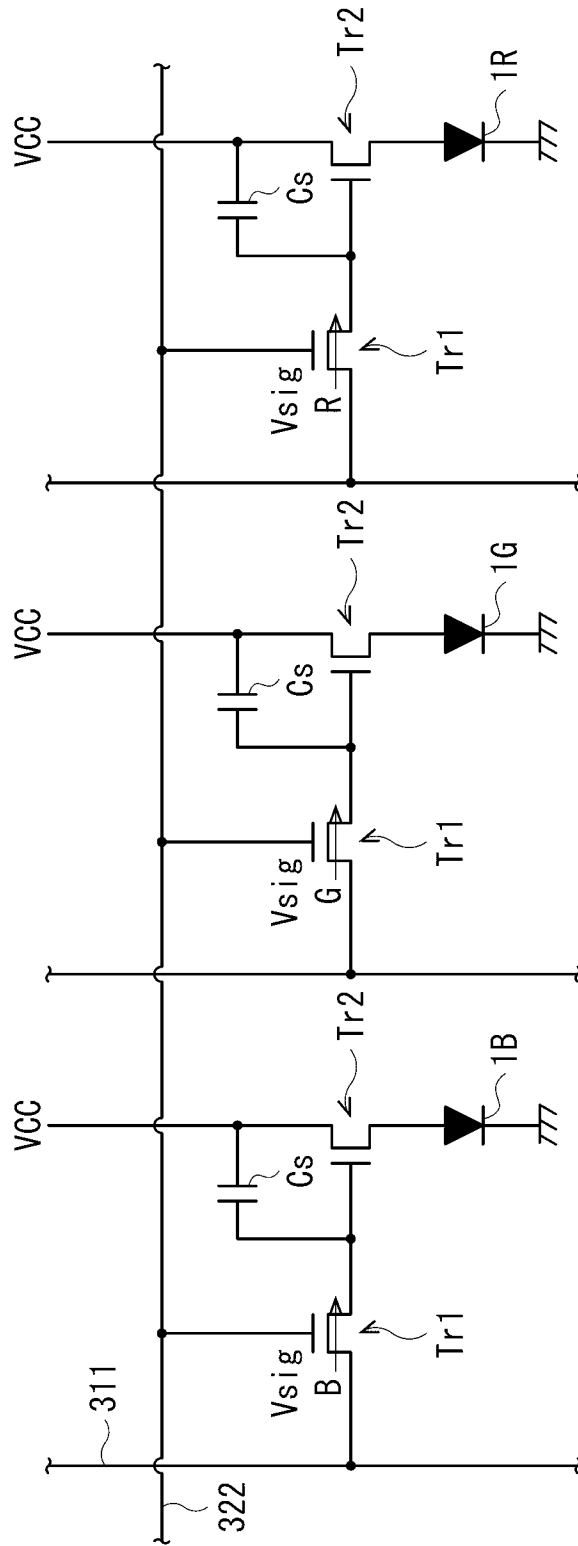 VCC
VCC
VCC
311
322
Vsig
B
Cs
Vsig
G
Cs
Vsig
R
Cs
Tr2
Tr2
Tr2
Tr1
Tr1
Tr1
1B
1G
1R